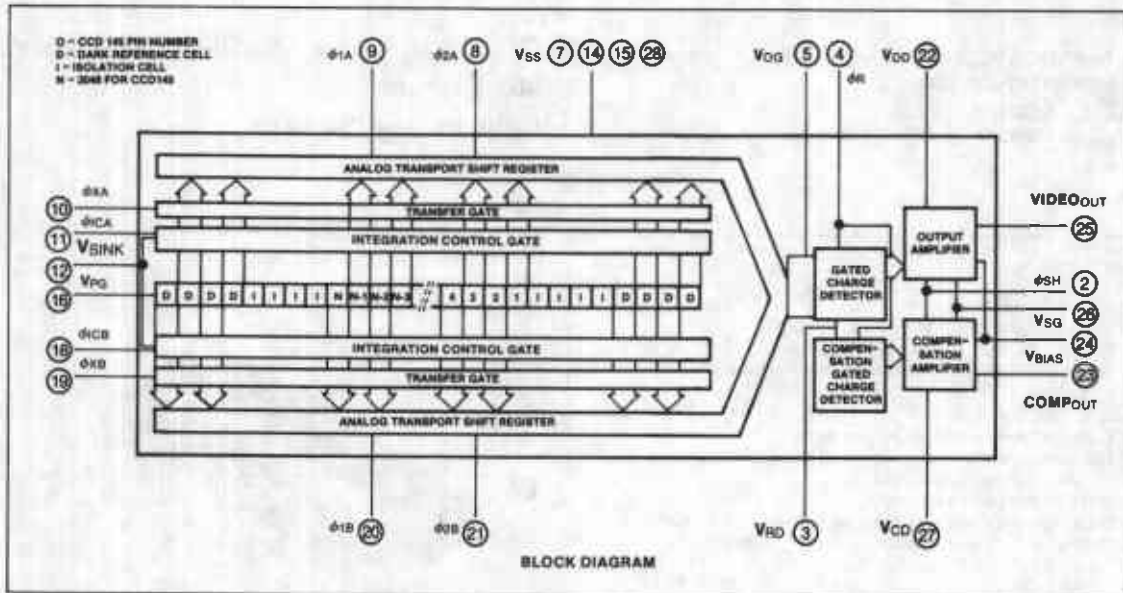 O = CCD 145 PIN NUMBER
D = DARK REFERENCE CELL
I = ISOLATION CELL
N = 2048 FOR CCD145
ϕ1A 9 ϕ2A 8 VSS 7 14 15 28 VOG 5 4 VDD 22
ϕR
ANALOG TRANSPORT SHIFT REGISTER
ϕXA
10 TRANSFER GATE
ϕICA
11 INTEGRATION CONTROL GATE
VSINK
12
VPG
16 D D D D I I I I N N-1 N-2 N-3 4 3 2 1 I I I I D D D D
ϕICB
18 INTEGRATION CONTROL GATE
ϕXB
19 TRANSFER GATE
ANALOG TRANSPORT SHIFT REGISTER
GATED
CHARGE
DETECTOR
COMPEN-
SATION
GATED
CHARGE
DETECTOR
OUTPUT
AMPLIFIER
COMPEN-
SATION
AMPLIFIER
VIDEOOUT
25
ϕSH 2
VSG 26
24
VBIAS
23
COMPOUT
ϕ1B 20 ϕ2B 21 VRD 3 VCD 27
BLOCK DIAGRAM